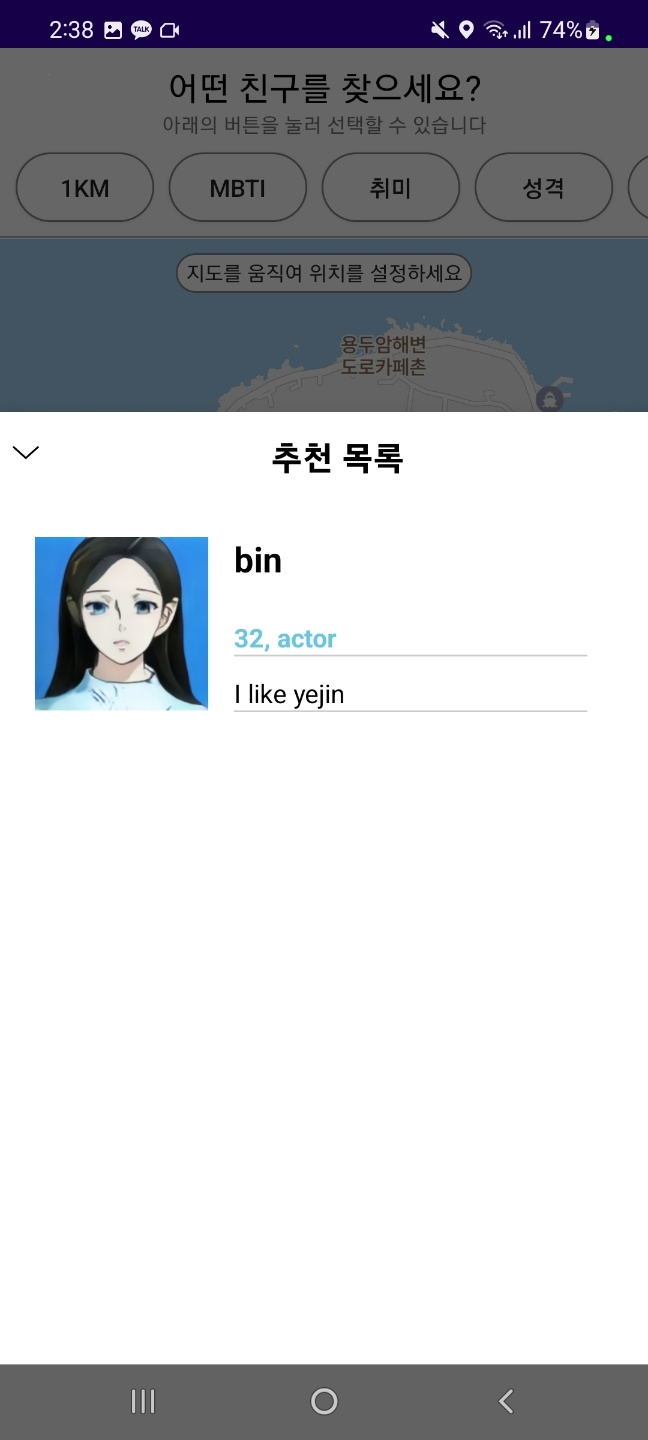 2:38 TALK 74%
어떤 친구를 찾으세요?
아래의 버튼을 눌러 선택할 수 있습니다
1KM MBTI 취미 성격
지도를 움직여 위치를 설정하세요
용두암해변
도로카페촌
추천 목록
bin
32, actor
I like yejin